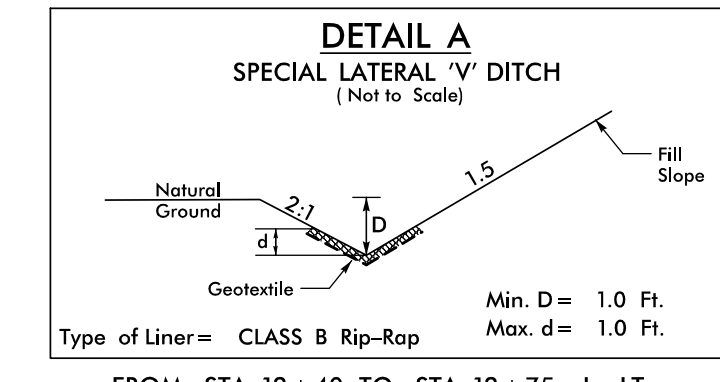 DETAIL A
SPECIAL LATERAL 'V' DITCH
( Not to Scale)
Natural
Ground
2:1
D
1.5
Fill
Slope
d
Geotextile
Min. D = 1.0 Ft.
Max. d = 1.0 Ft.
Type of Liner = CLASS B Rip-Rap